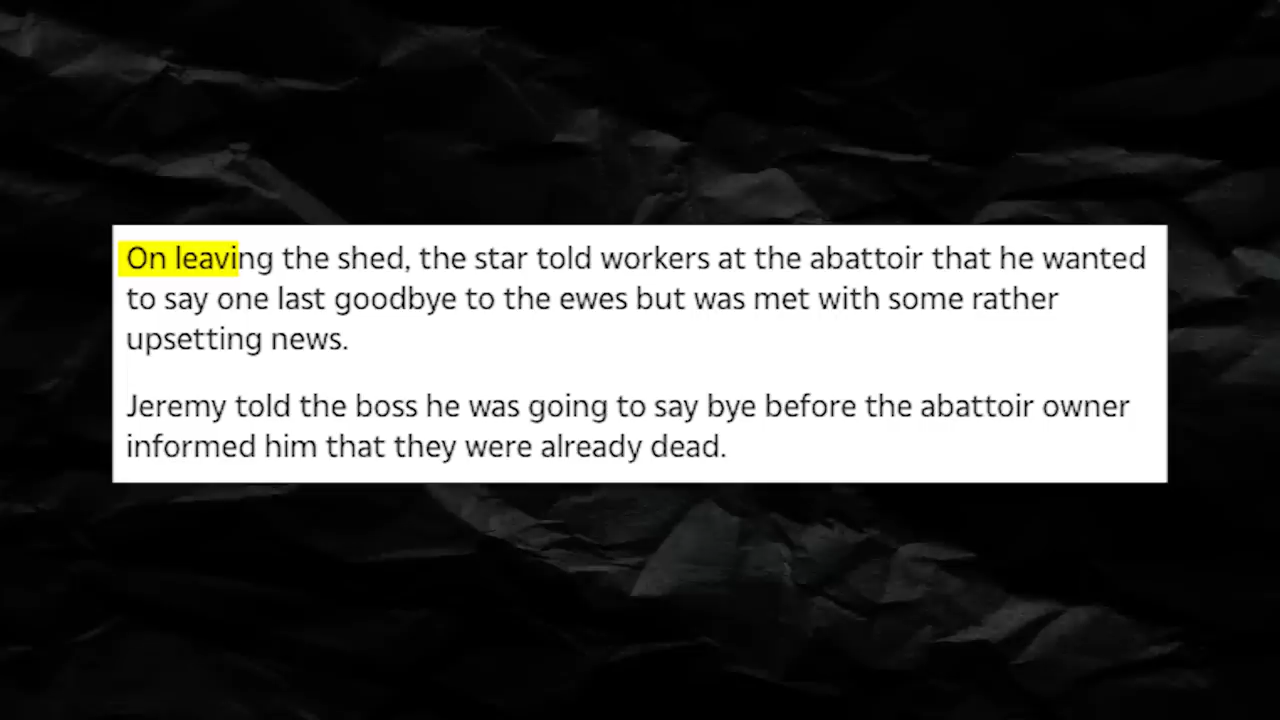 On leaving the shed, the star told workers at the abattoir that he wanted
to say one last goodbye to the ewes but was met with some rather
upsetting news.
Jeremy told the boss he was going to say bye before the abattoir owner
informed him that they were already dead.